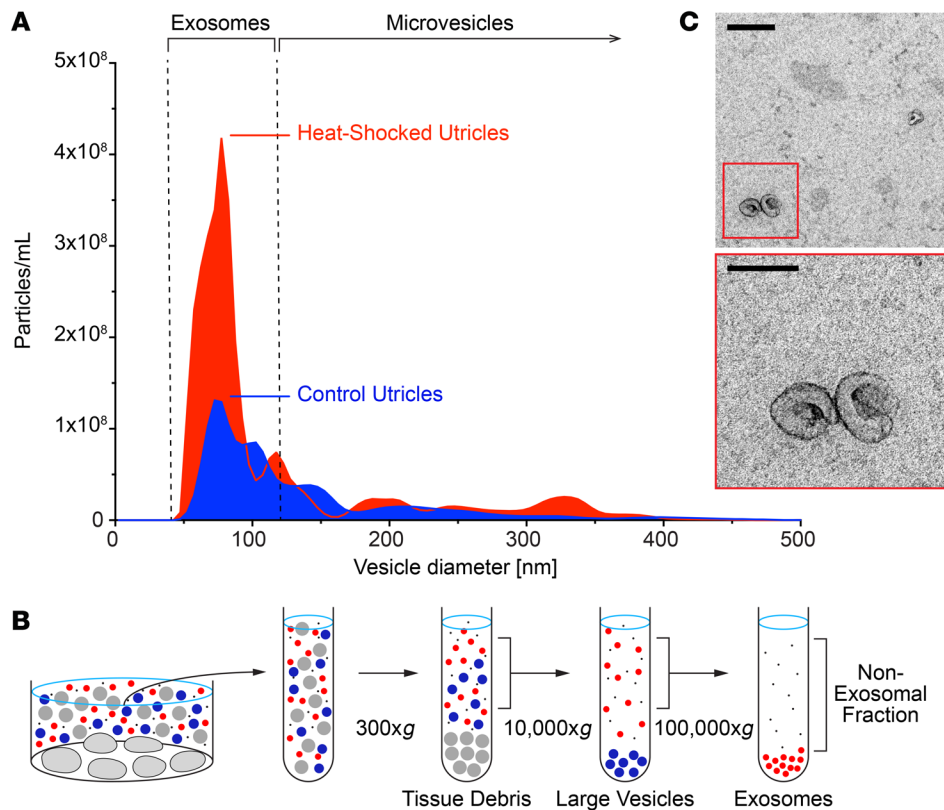 A
Exosomes
Microvesicles
5x10⁸
4x10⁸
3x10⁸
2x10⁸
1x10⁸
0
Particles/mL
Heat-Shocked Utricles
Control Utricles
0
100
200
300
400
500
Vesicle diameter [nm]
C
B
300xg
10,000xg
100,000xg
Non-
Exosomal
Fraction
Tissue Debris
Large Vesicles
Exosomes